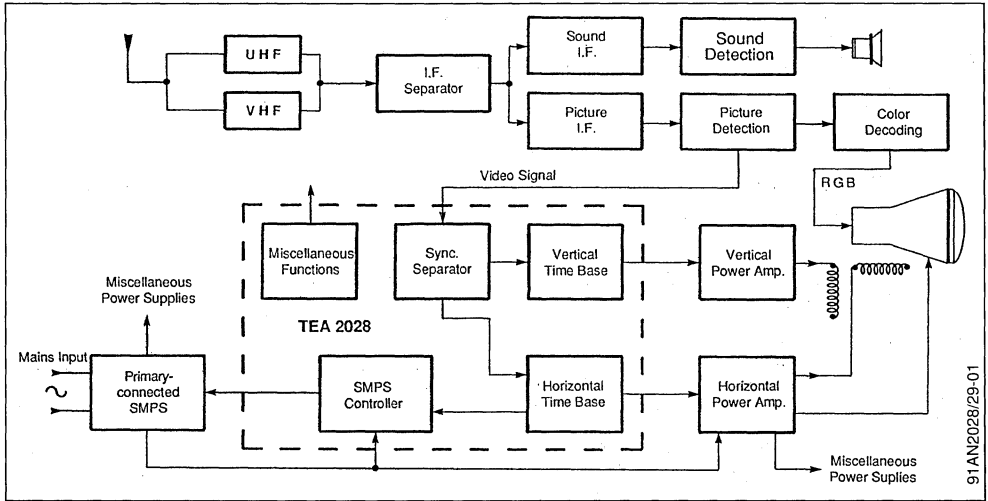 UHF
VHF
I.F.
Separator
Sound
I.F.
Sound
Detection
Picture
I.F.
Picture
Detection
Color
Decoding
Video Signal
RGB
Miscellaneous
Functions
Sync.
Separator
Vertical
Time Base
Vertical
Power Amp.
Miscellaneous
Power Supplies
TEA 2028
Mains Input
Primary-
connected
SMPS
SMPS
Controller
Horizontal
Time Base
Horizontal
Power Amp.
Miscellaneous
Power Suplies
91AN2028/29-01